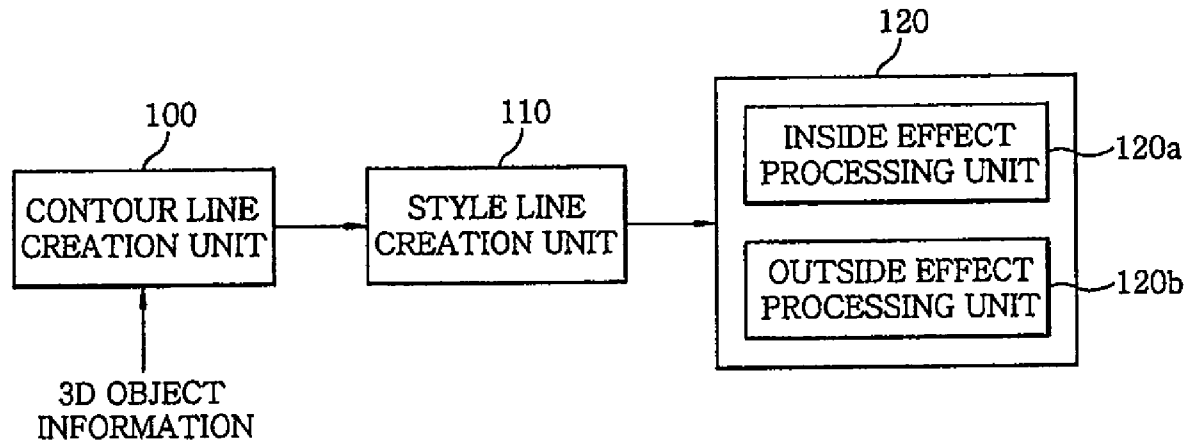 120
100
110
INSIDE EFFECT
PROCESSING UNIT
120a
CONTOUR LINE
CREATION UNIT
STYLE LINE
CREATION UNIT
OUTSIDE EFFECT
PROCESSING UNIT
120b
3D OBJECT
INFORMATION